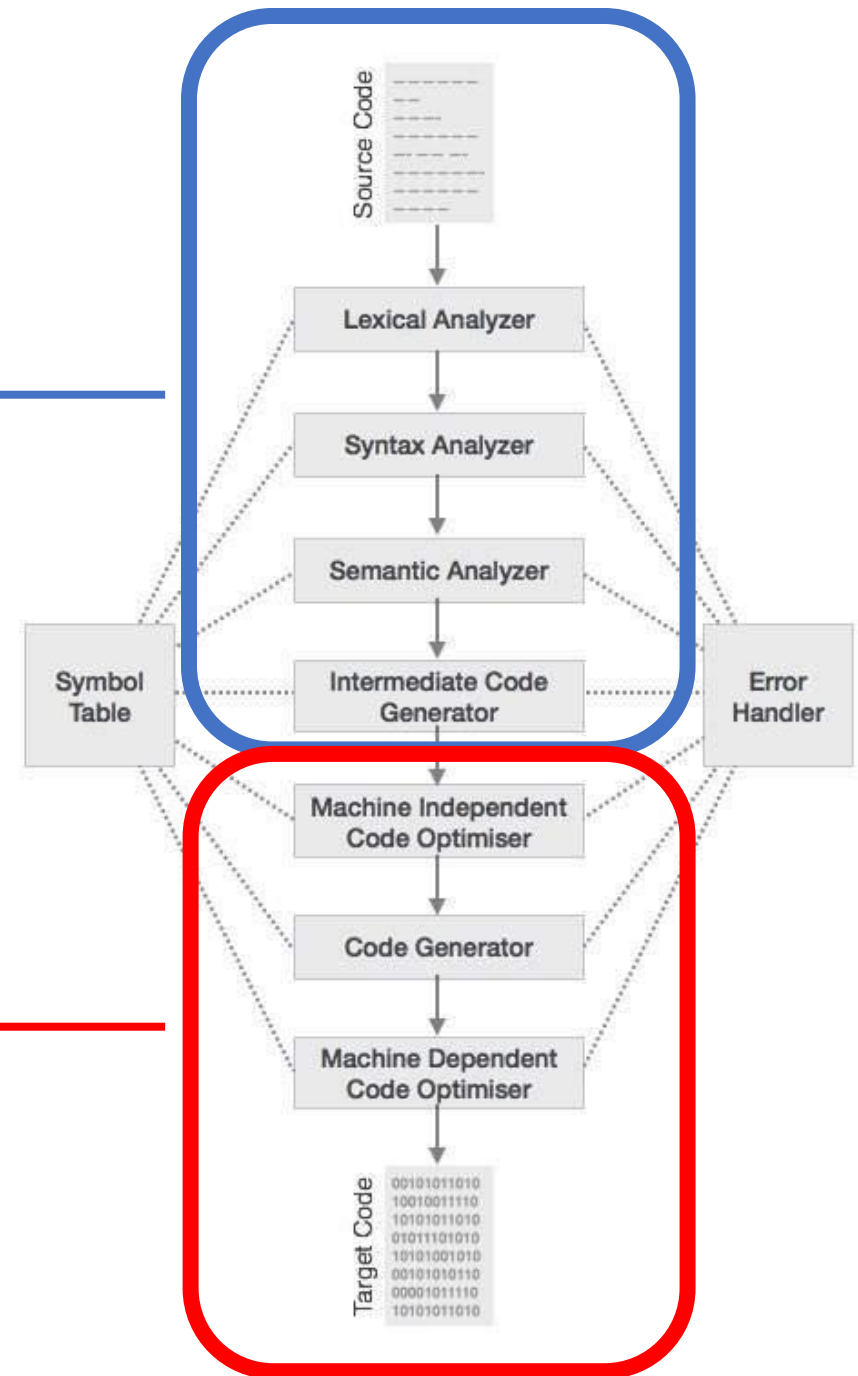 Source Code
Lexical Analyzer
Syntax Analyzer
Semantic Analyzer
Symbol
Table
Intermediate Code
Generator
Error
Handler
Machine Independent
Code Optimiser
Code Generator
Machine Dependent
Code Optimiser
Target Code
00101011010
10010011110
10101011010
01011101010
10101001010
00101010110
00001011110
10101011010